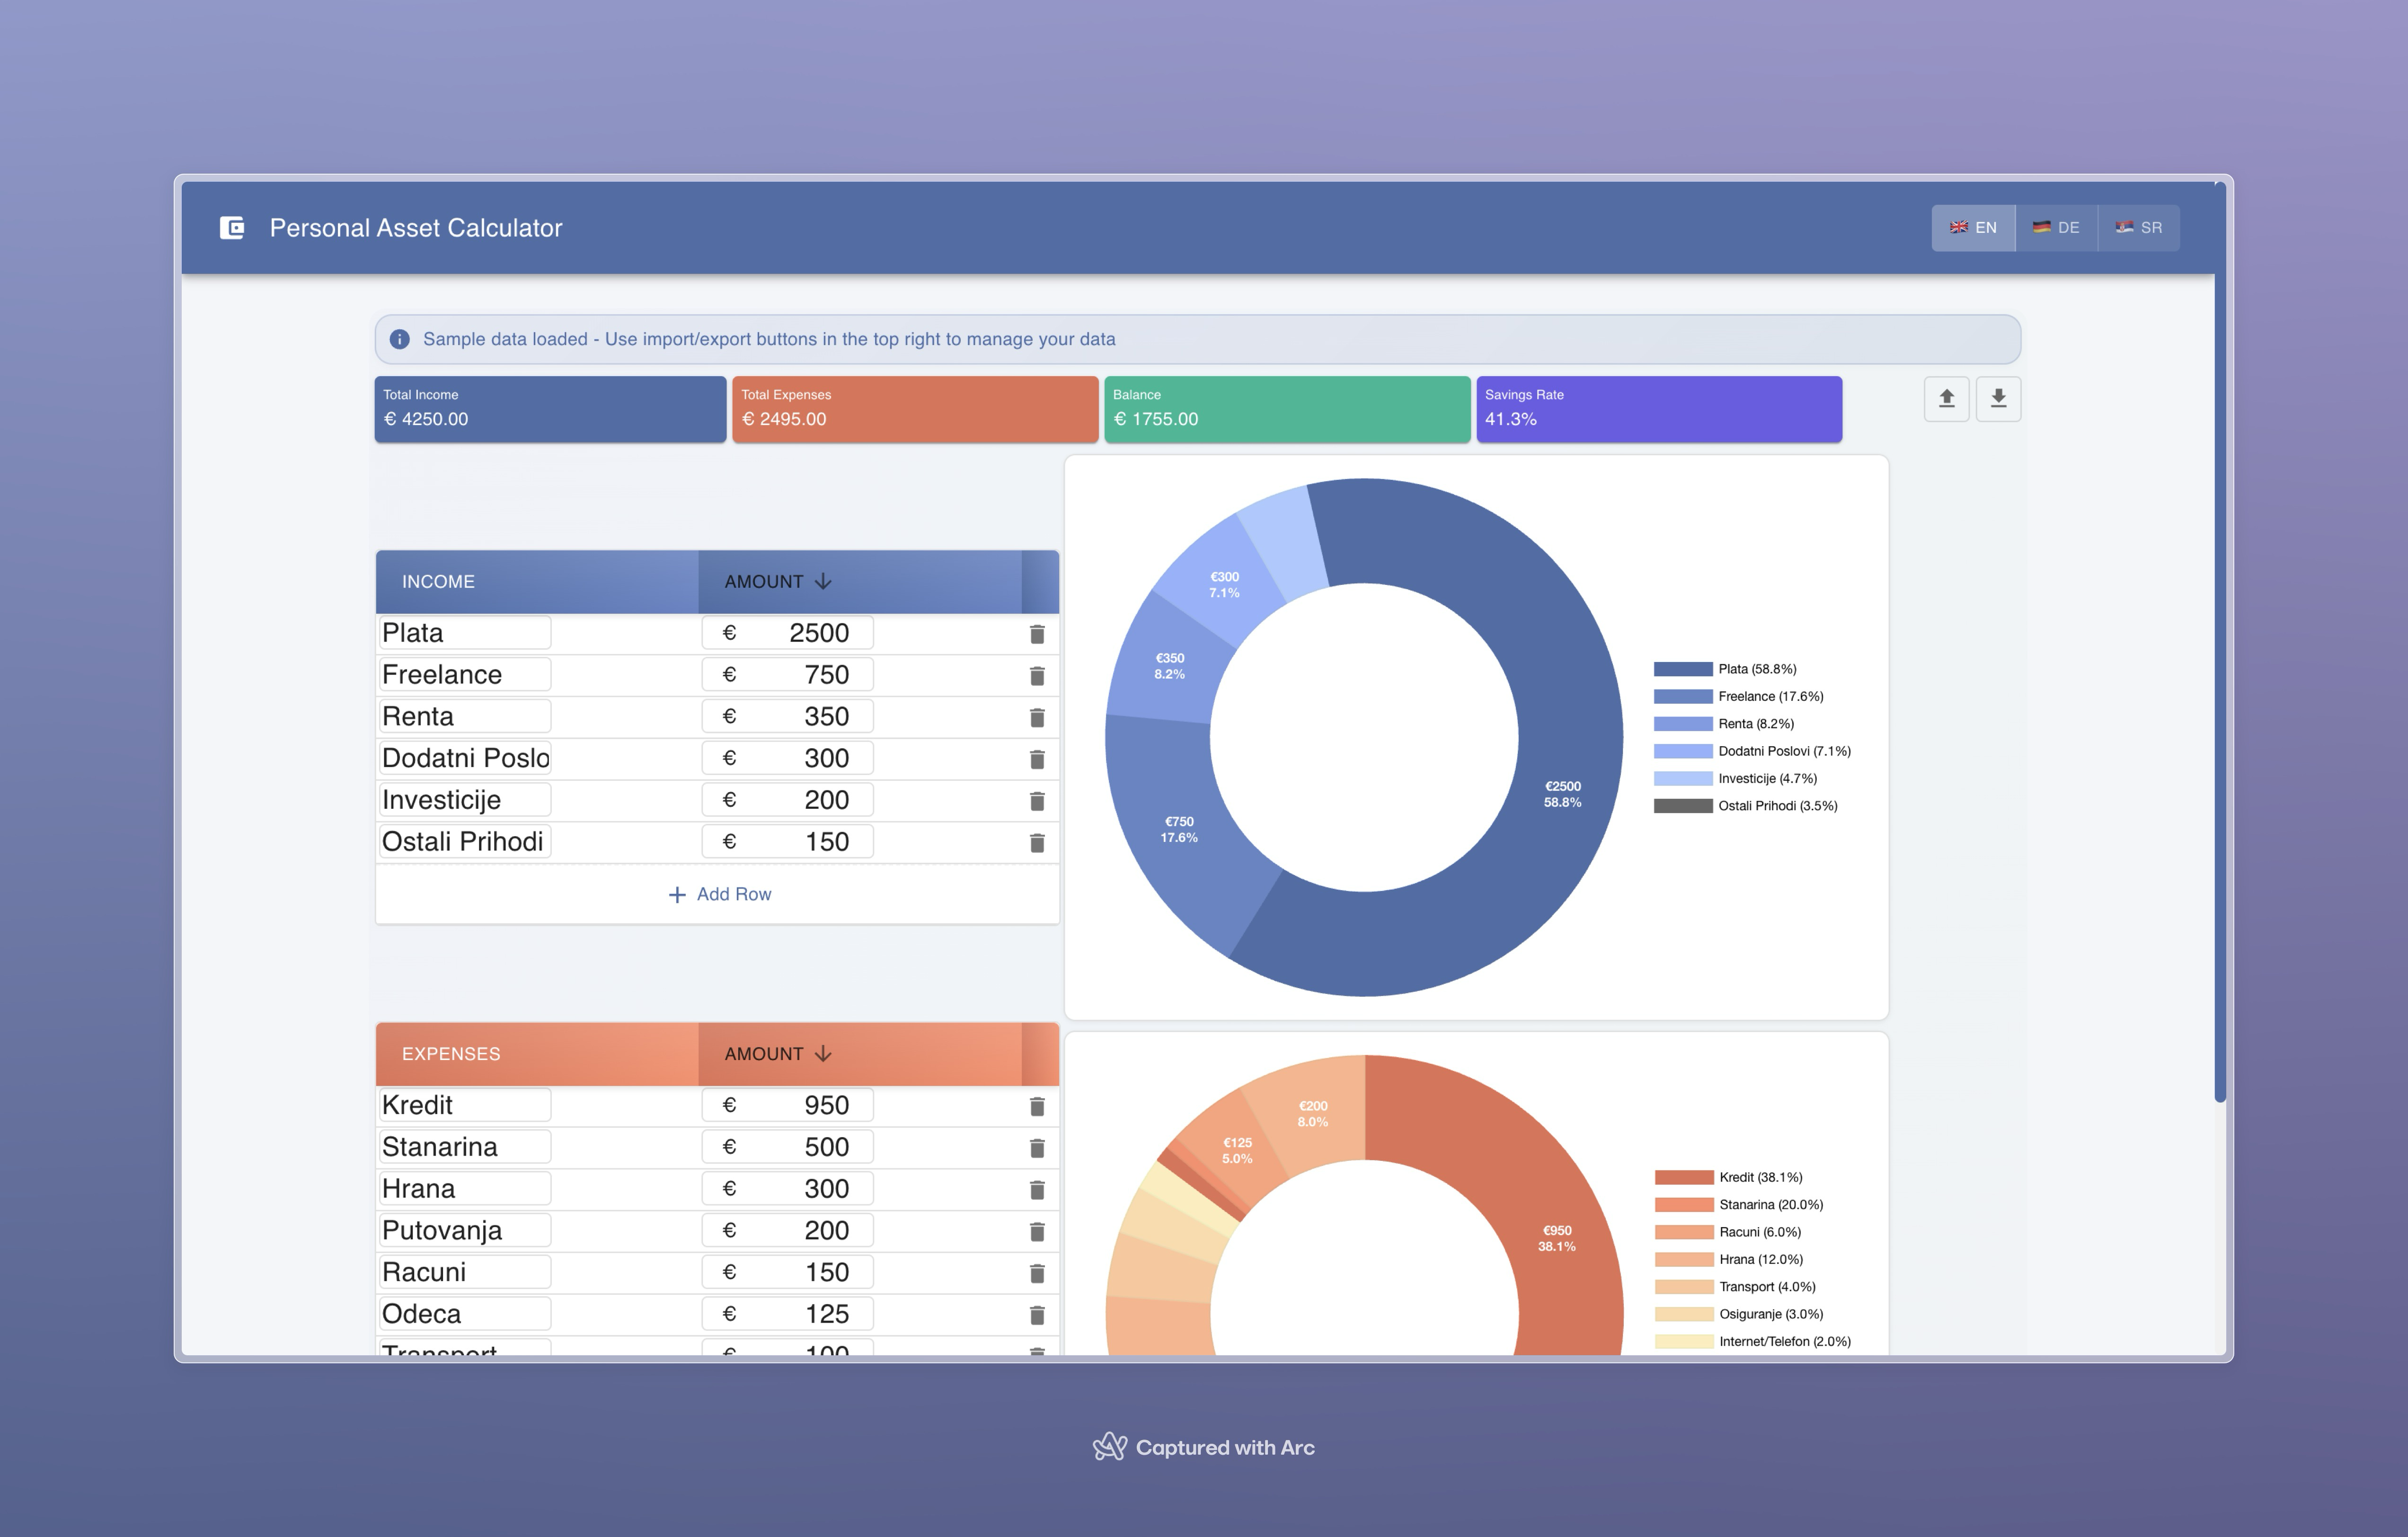 Personal Asset Calculator
🇬🇧 EN
🇩🇪 DE
🇷🇸 SR
Sample data loaded - Use import/export buttons in the top right to manage your data
Total Income
€ 4250.00
Total Expenses
€ 2495.00
Balance
€ 1755.00
Savings Rate
41.3%
INCOME AMOUNT
Plata € 2500
Freelance € 750
Renta € 350
Dodatni Poslo € 300
Investicije € 200
Ostali Prihodi € 150
+ Add Row
€300
7.1%
€350
8.2%
€750
17.6%
€2500
58.8%
Plata (58.8%)
Freelance (17.6%)
Renta (8.2%)
Dodatni Poslovi (7.1%)
Investicije (4.7%)
Ostali Prihodi (3.5%)
EXPENSES AMOUNT
Kredit € 950
Stanarina € 500
Hrana € 300
Putovanja € 200
Racuni € 150
Odeca € 125
Transport € 100
€200
8.0%
€125
5.0%
€950
38.1%
Kredit (38.1%)
Stanarina (20.0%)
Racuni (6.0%)
Hrana (12.0%)
Transport (4.0%)
Osiguranje (3.0%)
Internet/Telefon (2.0%)
Captured with Arc